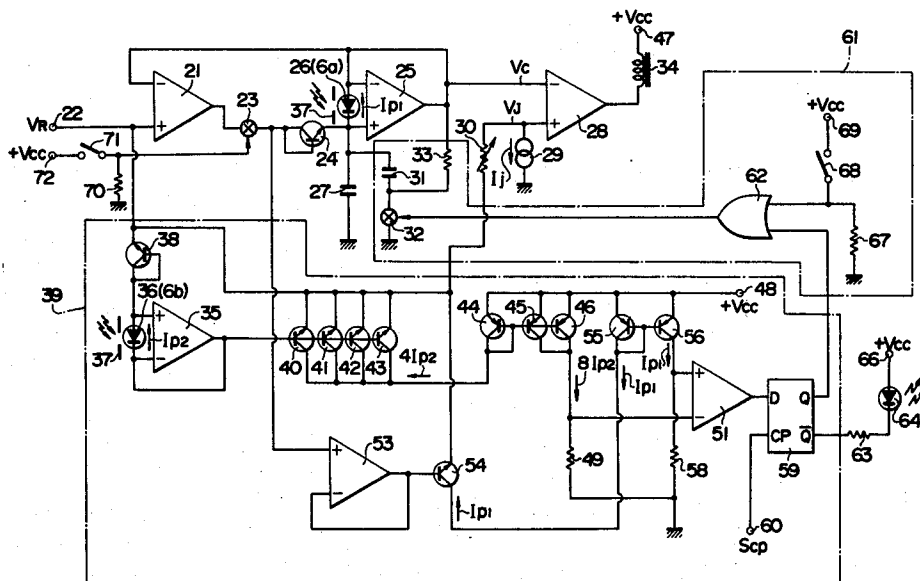 +Vcc
47
61
34
21
23
26(6a)
25
Ip1
37
Vc
VR
22
71
+Vcc
72
70
24
33
30
VJ
28
29
Ij
+Vcc
69
68
62
27
31
32
67
39
38
36(6b)
35
Ip2
37
40
41
42
43
4Ip2
44
45
46
55
56
48
+Vcc
8Ip2
Ip1
Ip1
+Vcc
66
64
51
D
Q
CP
Q̅
59
63
49
58
53
54
Ip1
60
Scp